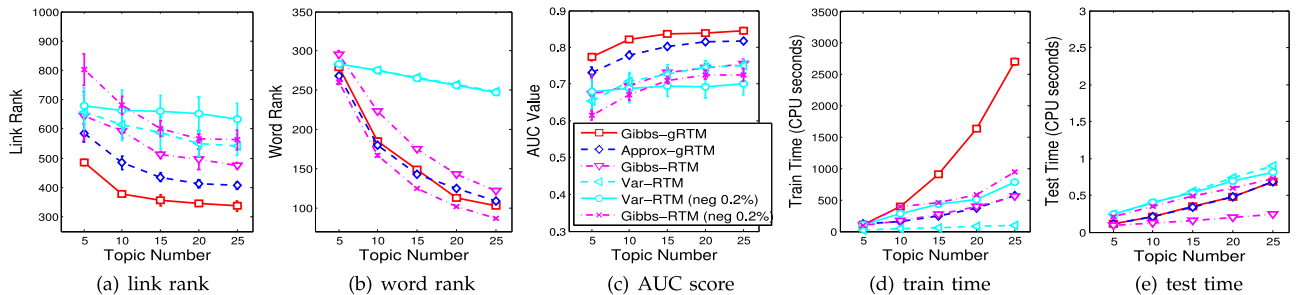 1000
900
800
700
600
500
400
300
Link Rank
5 10 15 20 25
Topic Number
(a) link rank
350
300
250
200
150
100
Word Rank
5 10 15 20 25
Topic Number
(b) word rank
0.9
0.8
0.7
0.6
0.5
0.4
0.3
AUC Value
Gibbs−gRTM
Approx−gRTM
Gibbs−RTM
Var−RTM
Var−RTM (neg 0.2%)
Gibbs−RTM (neg 0.2%)
5 10 15 20 25
Topic Number
(c) AUC score
3500
3000
2500
2000
1500
1000
500
0
Train Time (CPU seconds)
5 10 15 20 25
Topic Number
(d) train time
3
2.5
2
1.5
1
0.5
0
Test Time (CPU seconds)
5 10 15 20 25
Topic Number
(e) test time